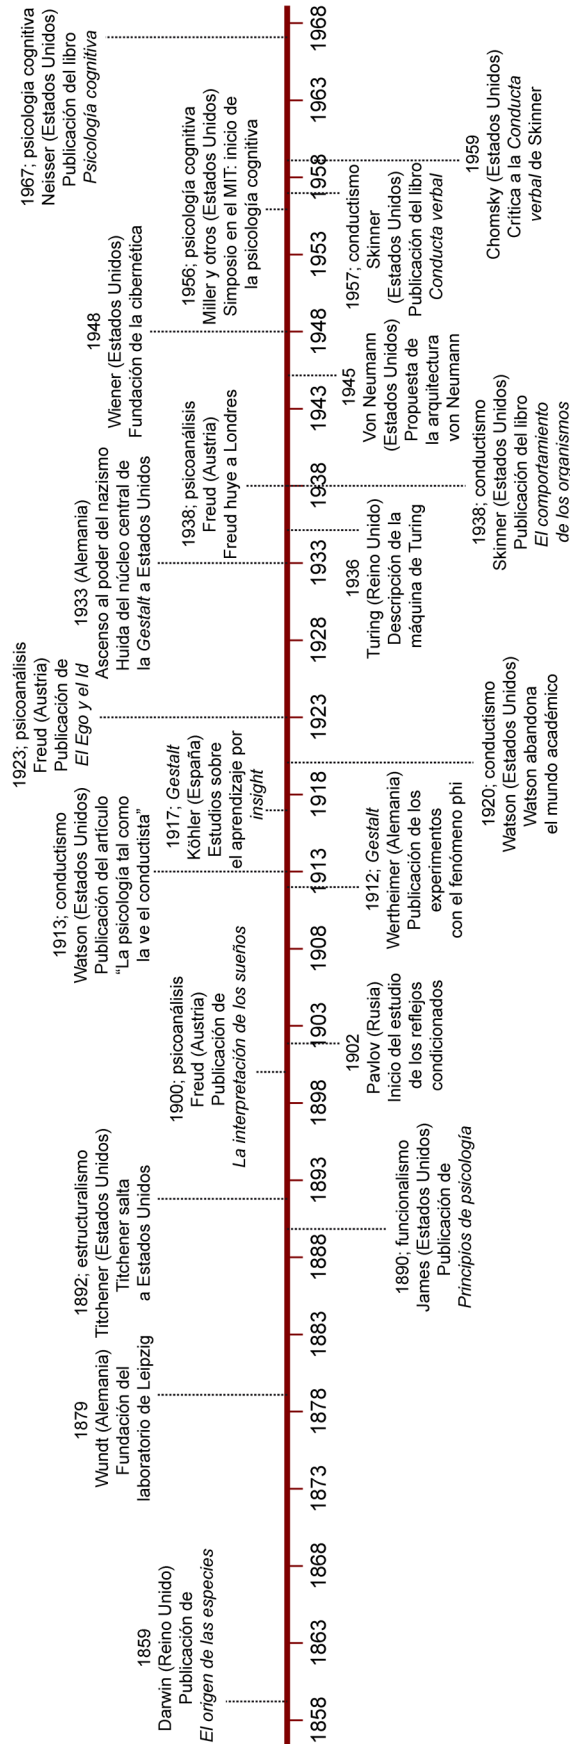 1859
Darwin (Reino Unido)
Publicación de
El origen de las especies
1879
Wundt (Alemania)
Fundación del
laboratorio de Leipzig
1892; estructuralismo
Titchener (Estados Unidos)
Titchener salta
a Estados Unidos
1900; psicoanálisis
Freud (Austria)
Publicación de
La interpretación de los sueños
1913; conductismo
Watson (Estados Unidos)
Publicación del artículo
“La psicología tal como
la ve el conductista”
1917; Gestalt
Köhler (España)
Estudios sobre
el aprendizaje por
insight
1923; psicoanálisis
Freud (Austria)
Publicación de
El Ego y el Id
1933 (Alemania)
Ascenso al poder del nazismo
Huida del núcleo central de
la Gestalt a Estados Unidos
1938; psicoanálisis
Freud (Austria)
Freud huye a Londres
1948
Wiener (Estados Unidos)
Fundación de la cibernética
1956; psicología cognitiva
Miller y otros (Estados Unidos)
Simposio en el MIT: inicio de
la psicología cognitiva
1967; psicología cognitiva
Neisser (Estados Unidos)
Publicación del libro
Psicología cognitiva
1858
1863
1868
1873
1878
1883
1888
1893
1898
1903
1908
1913
1918
1923
1928
1933
1938
1943
1948
1953
1958
1963
1968
1890; funcionalismo
James (Estados Unidos)
Publicación de
Principios de psicología
1902
Pavlov (Rusia)
Inicio del estudio
de los reflejos
condicionados
1912; Gestalt
Wertheimer (Alemania)
Publicación de los
experimentos
con el fenómeno phi
1920; conductismo
Watson (Estados Unidos)
Watson abandona
el mundo académico
1936
Turing (Reino Unido)
Descripción de la
máquina de Turing
1938; conductismo
Skinner (Estados Unidos)
Publicación del libro
El comportamiento
de los organismos
1945
Von Neumann
(Estados Unidos)
Propuesta de
la arquitectura
von Neumann
1957; conductismo
Skinner
(Estados Unidos)
Publicación del libro
Conducta verbal
1959
Chomsky (Estados Unidos)
Crítica a la Conducta
verbal de Skinner